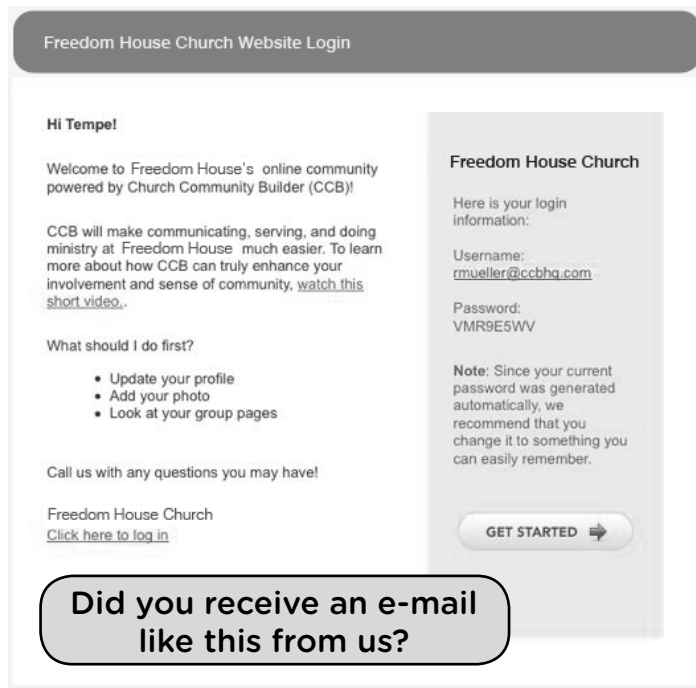 Freedom House Church Website Login
Hi Tempe!
Welcome to Freedom House's online community
powered by Church Community Builder (CCB)!
CCB will make communicating, serving, and doing
ministry at Freedom House much easier. To learn
more about how CCB can truly enhance your
involvement and sense of community, watch this
short video..
What should I do first?
• Update your profile
• Add your photo
• Look at your group pages
Call us with any questions you may have!
Freedom House Church
Click here to log in
Freedom House Church
Here is your login
information:
Username:
rmueller@ccbhq.com
Password:
VMR9E5WV
Note: Since your current
password was generated
automatically, we
recommend that you
change it to something you
can easily remember.
GET STARTED
Did you receive an e-mail
like this from us?